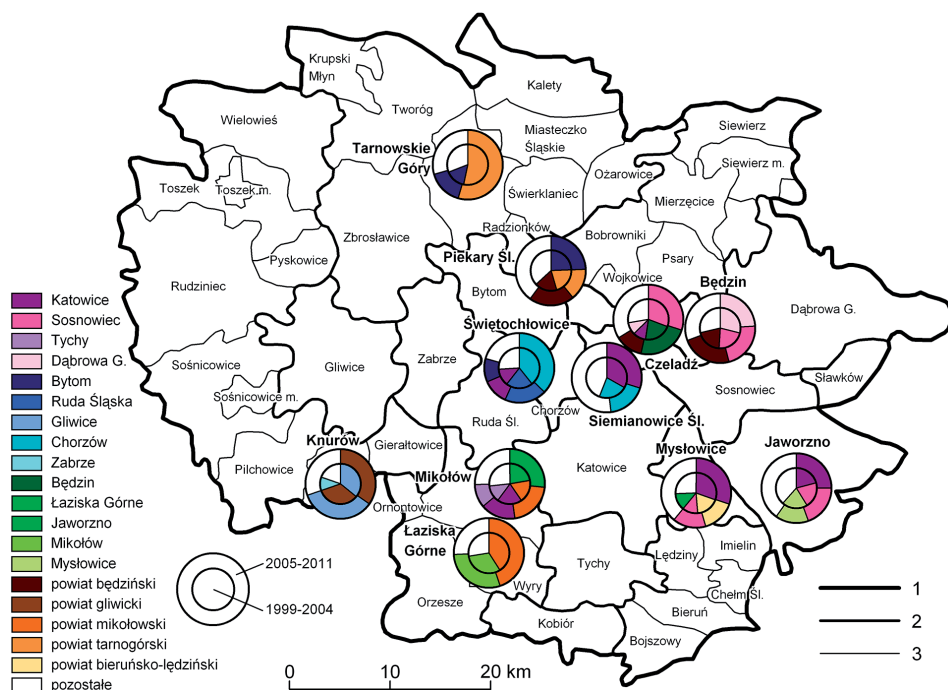 Krupski
Młyn
Kalety
Tworóg
Wielowieś
Miasteczko
Śląskie
Siewierz
Tarnowskie
Góry
Siewierz m.
Ożarowice
Toszek
Toszek m.
Świerklaniec
Mierzęcice
Radzionków
Bobrowniki
Zbrosławice
Piekary Śl.
Psary
Pyskowice
Wojkowice
Będzin
Rudziniec
Bytom
Dąbrowa G.
Świętochłowice
Zabrze
Gliwice
Czeladź
Sośnicowice
Sosnowiec
Sławków
Sośnicowice m.
Chorzów
Ruda Śl.
Siemianowice Śl.
Knurów
Gierałtowice
Mysłowice
Jaworzno
Pilchowice
Mikołów
Katowice
Ornontowice
Łaziska
Górne
Imielin
Lędziny
Tychy
Wyry
Chełm Śl.
Orzesze
Bieruń
Kobiór
Bojszowy
Katowice
Sosnowiec
Tychy
Dąbrowa G.
Bytom
Ruda Śląska
Gliwice
Chorzów
Zabrze
Będzin
Łaziska Górne
Jaworzno
Mikołów
Mysłowice
powiat będziński
powiat gliwicki
powiat mikołowski
powiat tarnogórski
powiat bieruńsko-lędziński
pozostałe
2005-2011
1999-2004
0 10 20 km
1
2
3